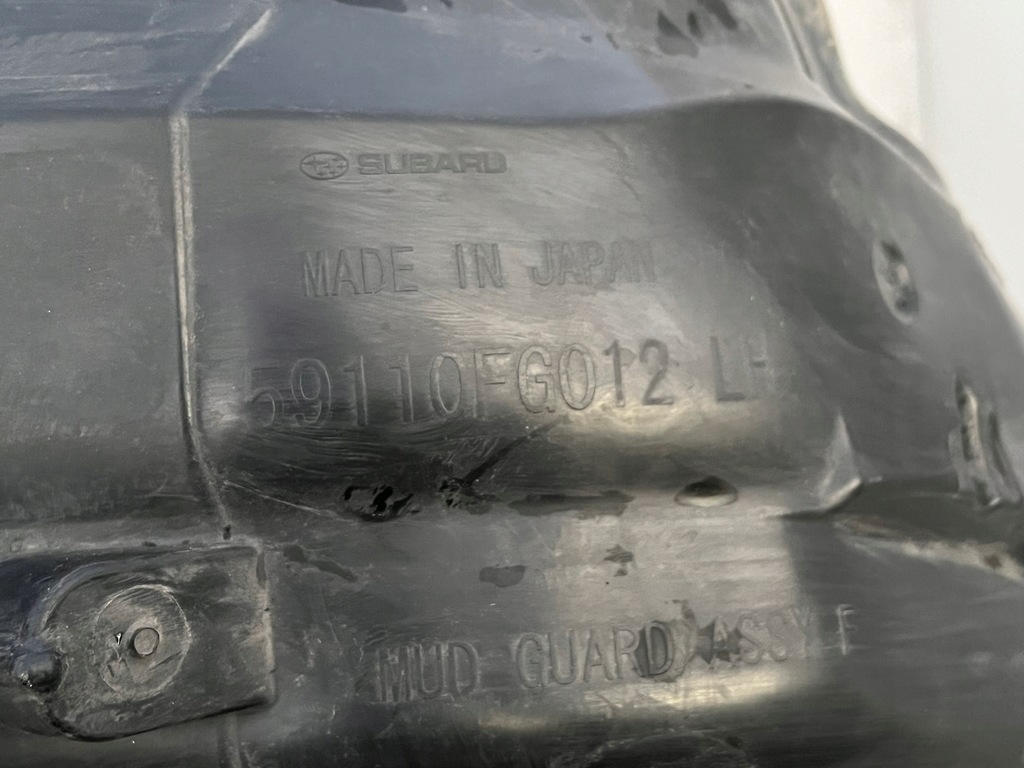 SUBARU
MADE IN JAPAN
59110FG012 LH
MUD GUARD ASSY F